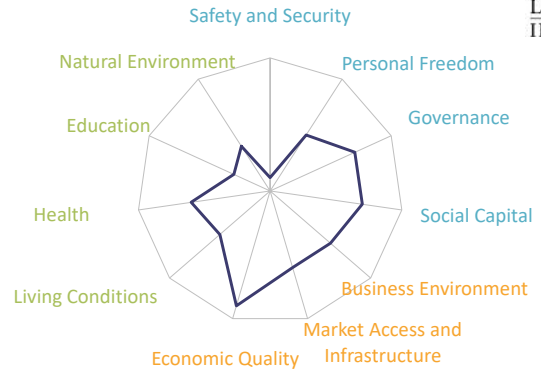 Safety and Security
Natural Environment
Personal Freedom
Education
Governance
Health
Social Capital
Living Conditions
Business Environment
Market Access and
Infrastructure
Economic Quality